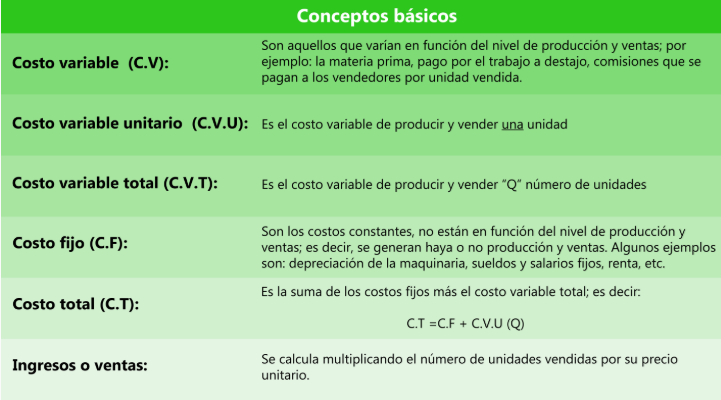 Conceptos básicos
Costo variable  (C.V):
Son aquellos que varían en función del nivel de producción y ventas; por
ejemplo: la materia prima, pago por el trabajo a destajo, comisiones que se
pagan a los vendedores por unidad vendida.
Costo variable unitario  (C.V.U):
Es el costo variable de producir y vender una unidad
Costo variable total (C.V.T):
Es el costo variable de producir y vender "Q" número de unidades
Costo fijo (C.F):
Son los costos constantes, no están en función del nivel de producción y
ventas; es decir, se generan haya o no producción y ventas. Algunos ejemplos
son: depreciación de la maquinaria, sueldos y salarios fijos, renta, etc.
Costo total (C.T):
Es la suma de los costos fijos más el costo variable total; es decir:
C.T =C.F + C.V.U (Q)
Ingresos o ventas:
Se calcula multiplicando el número de unidades vendidas por su precio
unitario.